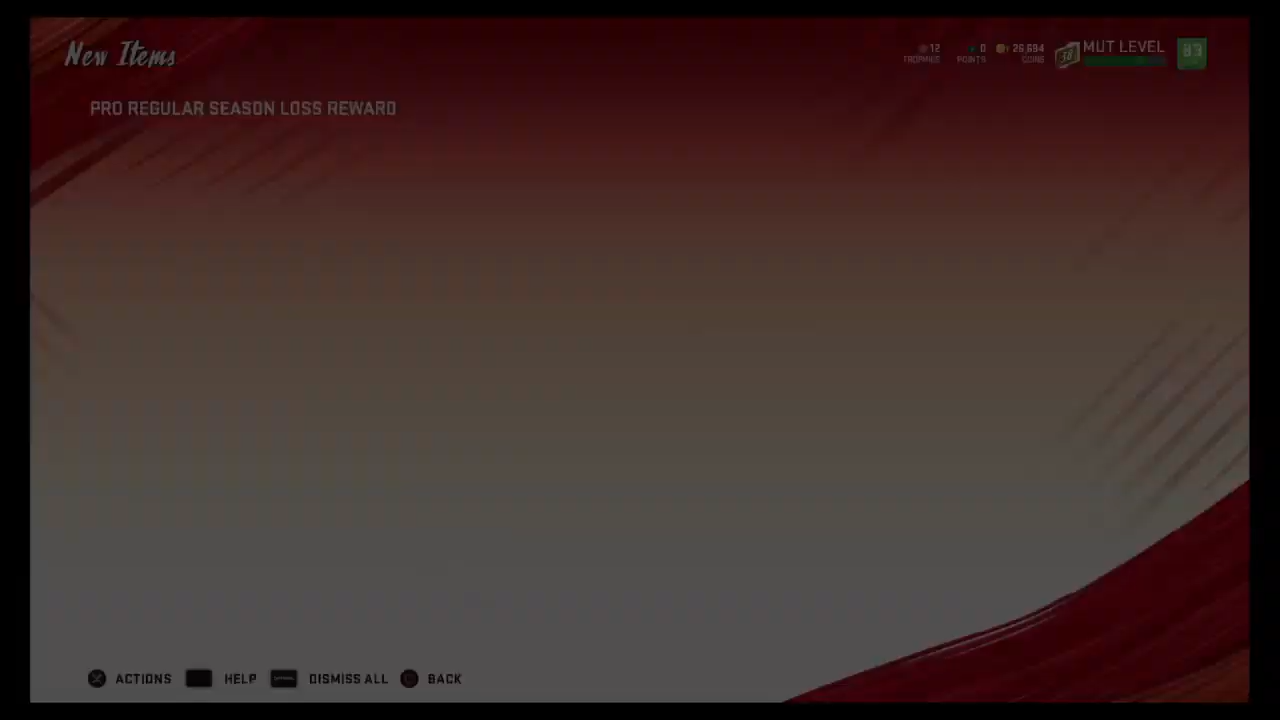 New Items
12
TROPHIES
0
POINTS
26,694
COINS
MUT LEVEL
PRO REGULAR SEASON LOSS REWARD
ACTIONS
HELP
DISMISS ALL
BACK